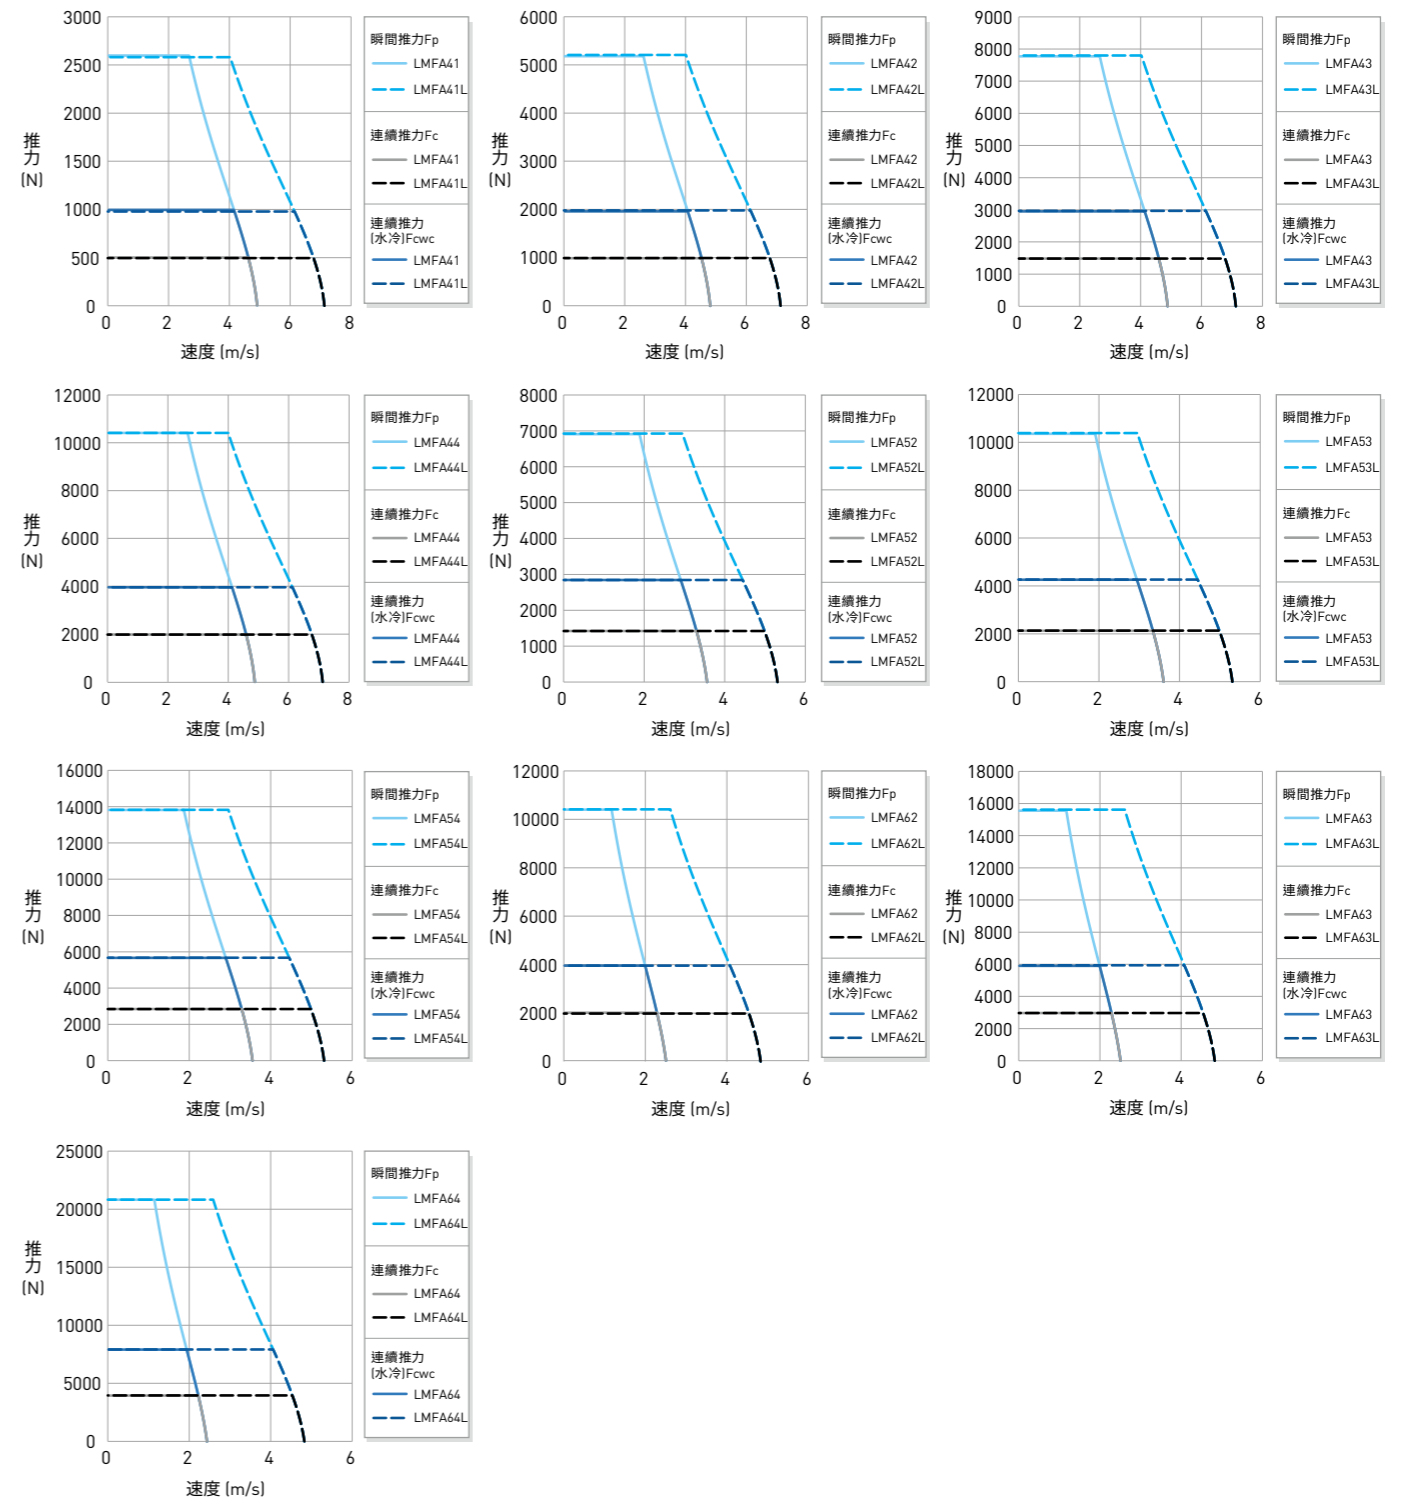 3000
2500
2000
1500
1000
500
0
0 2 4 6 8
推力
(N)
速度 (m/s)
瞬間推力Fp
LMFA41
LMFA41L
連續推力Fc
LMFA41
LMFA41L
連續推力
(水冷)Fcwc
LMFA41
LMFA41L
6000
5000
4000
3000
2000
1000
0
0 2 4 6 8
推力
(N)
速度 (m/s)
瞬間推力Fp
LMFA42
LMFA42L
連續推力Fc
LMFA42
LMFA42L
連續推力
(水冷)Fcwc
LMFA42
LMFA42L
9000
8000
7000
6000
5000
4000
3000
2000
1000
0
0 2 4 6 8
推力
(N)
速度 (m/s)
瞬間推力Fp
LMFA43
LMFA43L
連續推力Fc
LMFA43
LMFA43L
連續推力
(水冷)Fcwc
LMFA43
LMFA43L
12000
10000
8000
6000
4000
2000
0
0 2 4 6 8
推力
(N)
速度 (m/s)
瞬間推力Fp
LMFA44
LMFA44L
連續推力Fc
LMFA44
LMFA44L
連續推力
(水冷)Fcwc
LMFA44
LMFA44L
8000
7000
6000
5000
4000
3000
2000
1000
0
0 2 4 6
推力
(N)
速度 (m/s)
瞬間推力Fp
LMFA52
LMFA52L
連續推力Fc
LMFA52
LMFA52L
連續推力
(水冷)Fcwc
LMFA52
LMFA52L
12000
10000
8000
6000
4000
2000
0
0 2 4 6
速度 (m/s)
瞬間推力Fp
LMFA53
LMFA53L
連續推力Fc
LMFA53
LMFA53L
連續推力
(水冷)Fcwc
LMFA53
LMFA53L
16000
14000
12000
10000
8000
6000
4000
2000
0
0 2 4 6
推力
(N)
速度 (m/s)
瞬間推力Fp
LMFA54
LMFA54L
連續推力Fc
LMFA54
LMFA54L
連續推力
(水冷)Fcwc
LMFA54
LMFA54L
12000
10000
8000
6000
4000
2000
0
0 2 4 6
推力
(N)
速度 (m/s)
瞬間推力Fp
LMFA62
LMFA62L
連續推力Fc
LMFA62
LMFA62L
連續推力
(水冷)Fcwc
LMFA62
LMFA62L
18000
16000
14000
12000
10000
8000
6000
4000
2000
0
0 2 4 6
推力
(N)
速度 (m/s)
瞬間推力Fp
LMFA63
LMFA63L
連續推力Fc
LMFA63
LMFA63L
連續推力
(水冷)Fcwc
LMFA63
LMFA63L
25000
20000
15000
10000
5000
0
0 2 4 6
推力
(N)
速度 (m/s)
瞬間推力Fp
LMFA64
LMFA64L
連續推力Fc
LMFA64
LMFA64L
連續推力
(水冷)Fcwc
LMFA64
LMFA64L